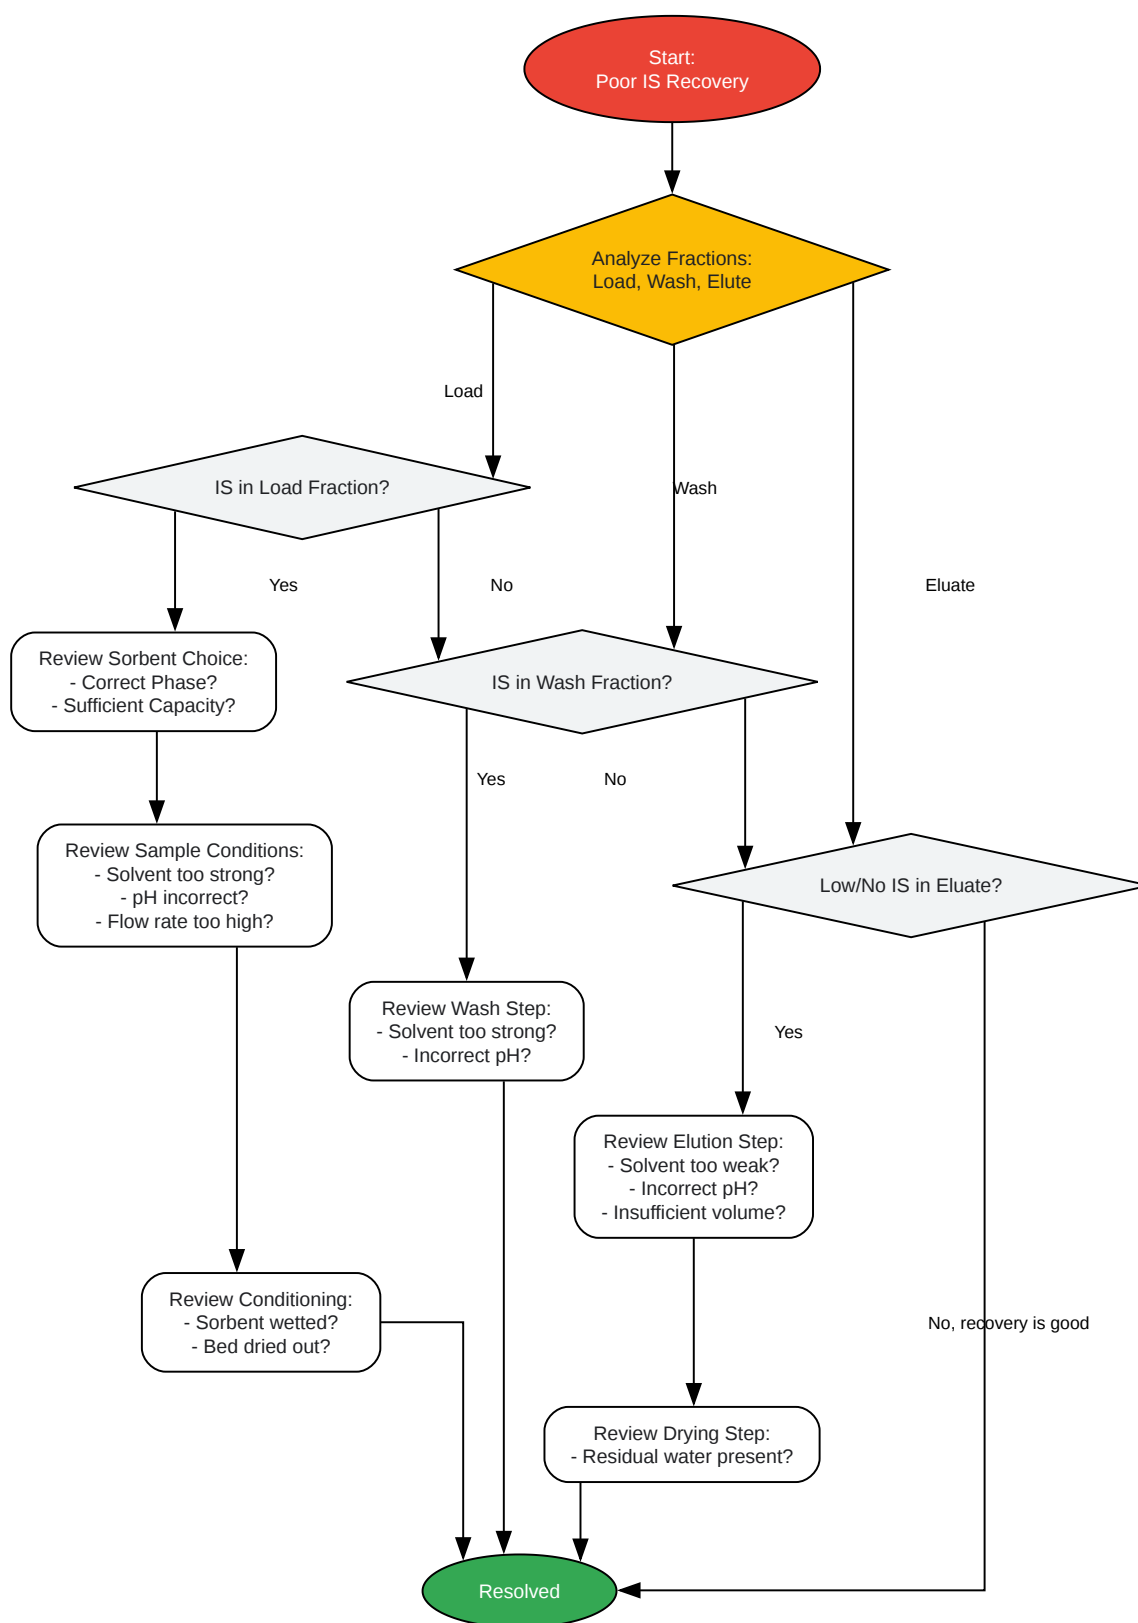 Start:
Poor IS Recovery
Analyze Fractions:
Load, Wash, Elute
Load
IS in Load Fraction?
Wash
Yes
No
Eluate
Review Sorbent Choice:
- Correct Phase?
- Sufficient Capacity?
IS in Wash Fraction?
Yes
No
Review Sample Conditions:
- Solvent too strong?
- pH incorrect?
- Flow rate too high?
Low/No IS in Eluate?
Review Wash Step:
- Solvent too strong?
- Incorrect pH?
Yes
Review Elution Step:
- Solvent too weak?
- Incorrect pH?
- Insufficient volume?
Review Conditioning:
- Sorbent wetted?
- Bed dried out?
No, recovery is good
Review Drying Step:
- Residual water present?
Resolved